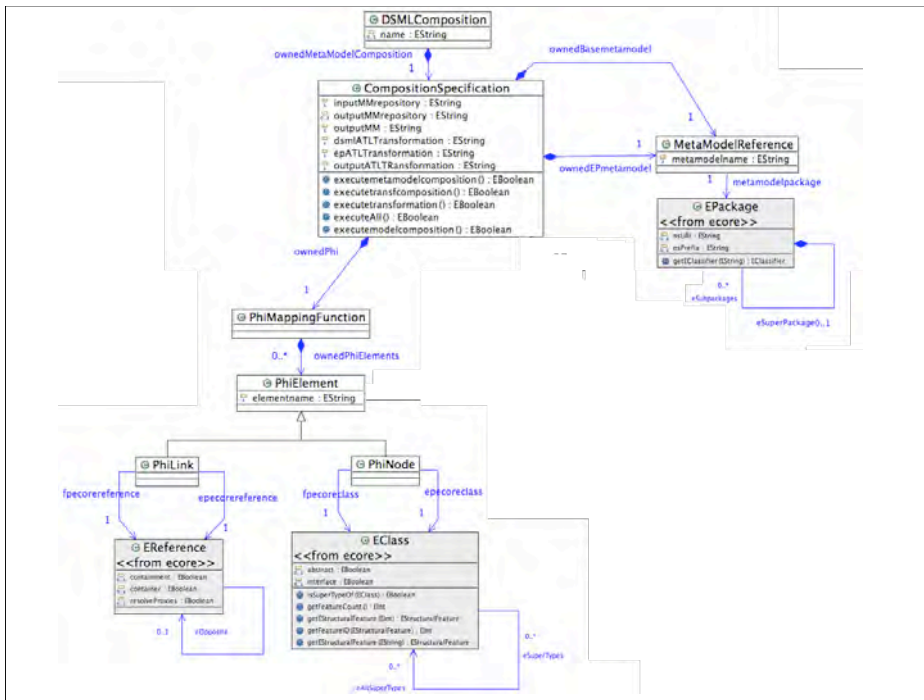 DSMLComposition
name : EString
ownedMetaModelComposition
1
ownedBasemetamodel
1
CompositionSpecification
inputMMrepository : EString
outputMMrepository : EString
outputMM : EString
dsmlATLTransformation : EString
epATLTransformation : EString
outputATLTRansformation : EString
executemetamodelcomposition() : EBoolean
executetransfcomposition() : EBoolean
executetransformation() : EBoolean
executeAll() : EBoolean
executemodelcomposition() : EBoolean
1
ownedEPmetamodel
MetaModelReference
metamodelname : EString
1
metamodelpackage
EPackage
<<from ecore>>
nsURI : EString
nsPrefix : EString
getEClassifier (EString) : EClassifier
0..*
eSubpackages
eSuperPackage0..1
ownedPhi
1
PhiMappingFunction
0..*
ownedPhiElements
PhiElement
elementname : EString
PhiLink
PhiNode
fpecorereference
epecorereference
1
1
fpecoreclass
epecoreclass
1
1
EReference
<<from ecore>>
containment : EBoolean
container : EBoolean
resolveProxies : EBoolean
0..1
eOpposite
EClass
<<from ecore>>
abstract : EBoolean
interface : EBoolean
isSuperTypeOf(EClass) : EBoolean
getFeatureCount() : EInt
getEStructuralFeature (EInt) : EStructuralFeature
getFeatureID(EStructuralFeature) : EInt
getEStructuralFeature (EString) : EStructuralFeature
0..*
eSuperTypes
0..*
eAllSuperTypes